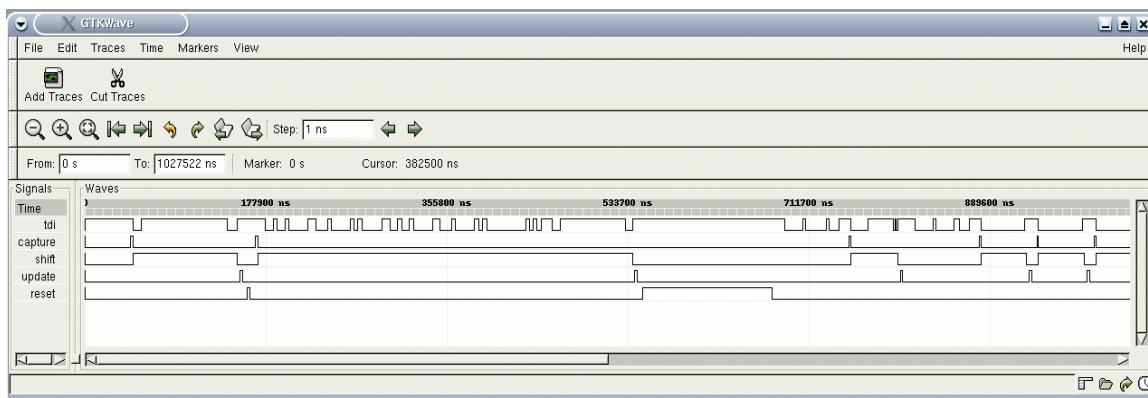 GTKWave
File Edit Traces Time Markers View Help
Add Traces Cut Traces
Step: 1 ns
From: 0 s To: 1027522 ns Marker: 0 s Cursor: 382500 ns
Signals Waves
Time 177900 ns 355800 ns 533700 ns 711700 ns 889600 ns
tdi
capture
shift
update
reset